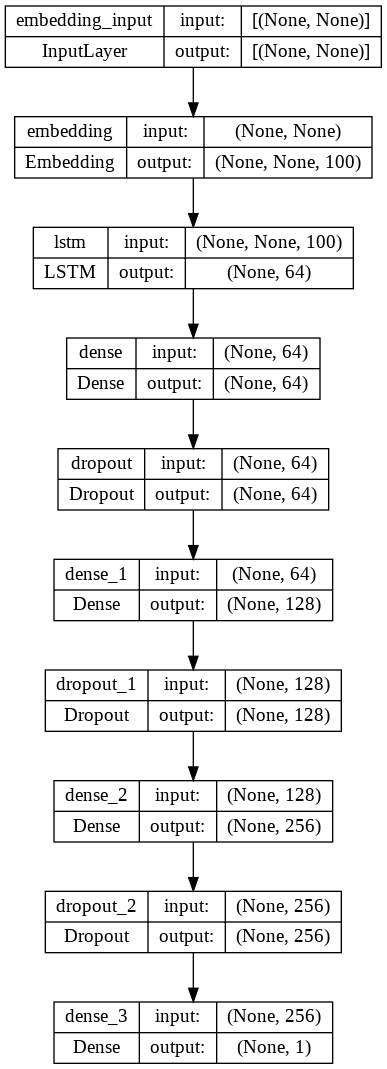 embedding_input input: [(None, None)]
InputLayer output: [(None, None)]
embedding input: (None, None)
Embedding output: (None, None, 100)
lstm input: (None, None, 100)
LSTM output: (None, 64)
dense input: (None, 64)
Dense output: (None, 64)
dropout input: (None, 64)
Dropout output: (None, 64)
dense_1 input: (None, 64)
Dense output: (None, 128)
dropout_1 input: (None, 128)
Dropout output: (None, 128)
dense_2 input: (None, 128)
Dense output: (None, 256)
dropout_2 input: (None, 256)
Dropout output: (None, 256)
dense_3 input: (None, 256)
Dense output: (None, 1)